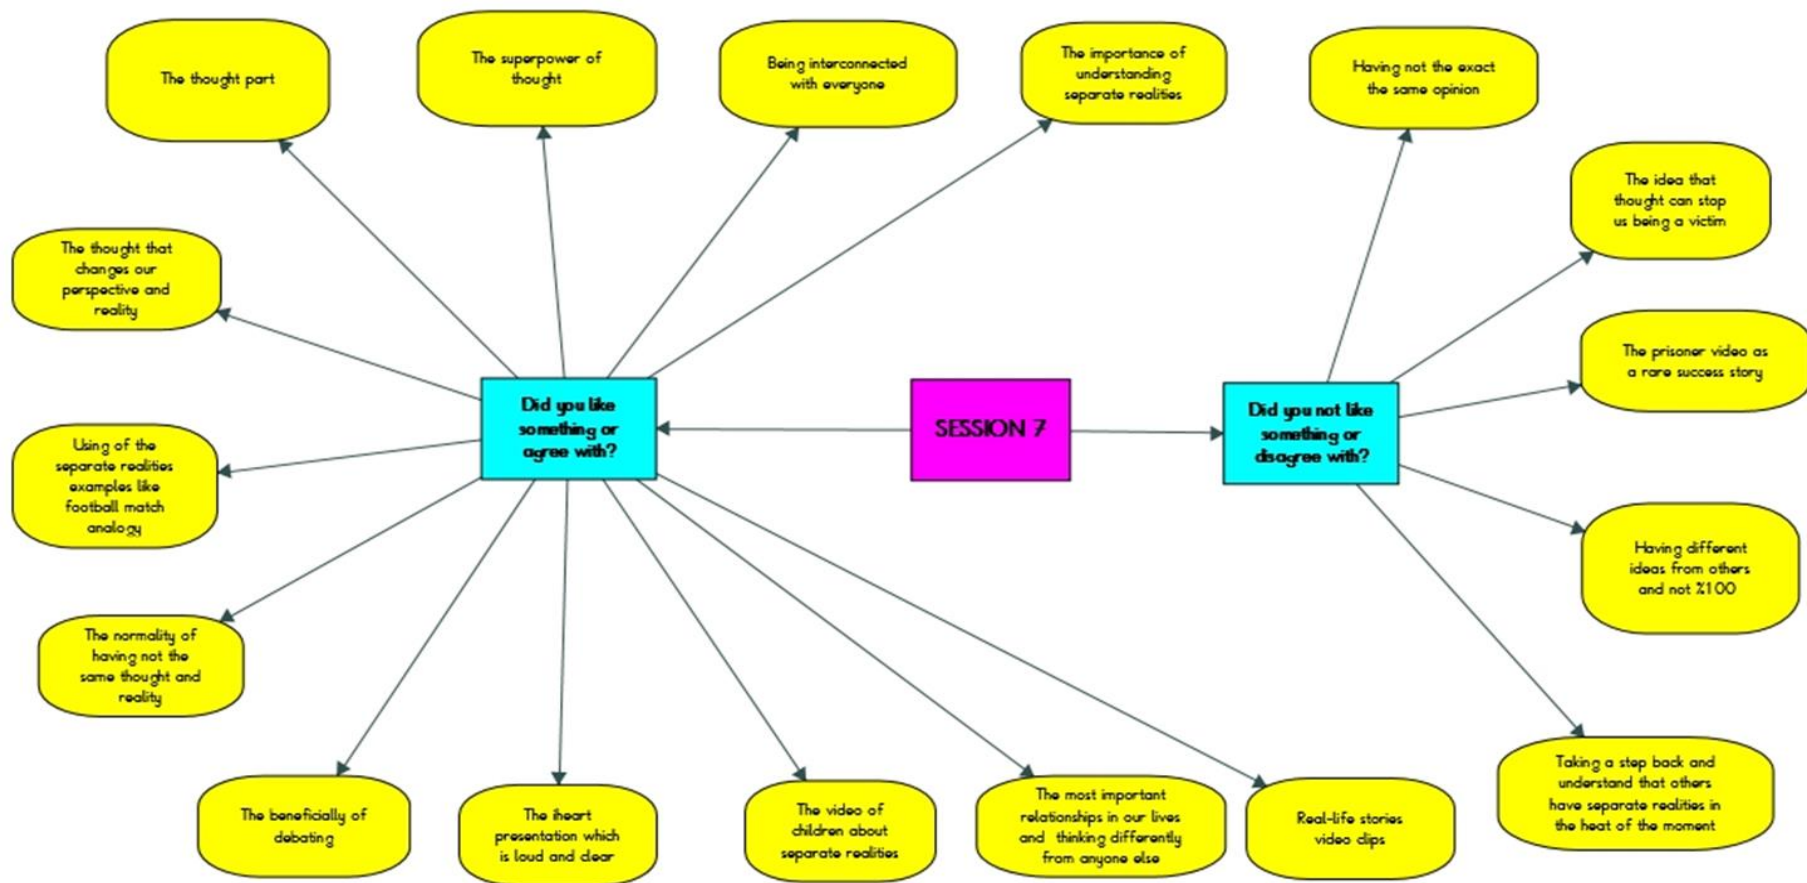 The thought part
The superpower of
thought
Being interconnected
with everyone
The importance of
understanding
separate realities
Having not the exact
the same opinion
The idea that
thought can stop
us being a victim
The thought that
changes our
perspective and
reality
The prisoner video as
a rare success story
Did you like
something or
agree with?
SESSION 7
Did you not like
something or
disagree with?
Using of the
separate realities
examples like
football match
analogy
Having different
ideas from others
and not %100
The normality of
having not the
same thought and
reality
Taking a step back and
understand that others
have separate realities in
the heat of the moment
The beneficially of
debating
The iheart
presentation which
is loud and clear
The video of
children about
separate realities
The most important
relationships in our lives
and thinking differently
from anyone else
Real-life stories
video clips